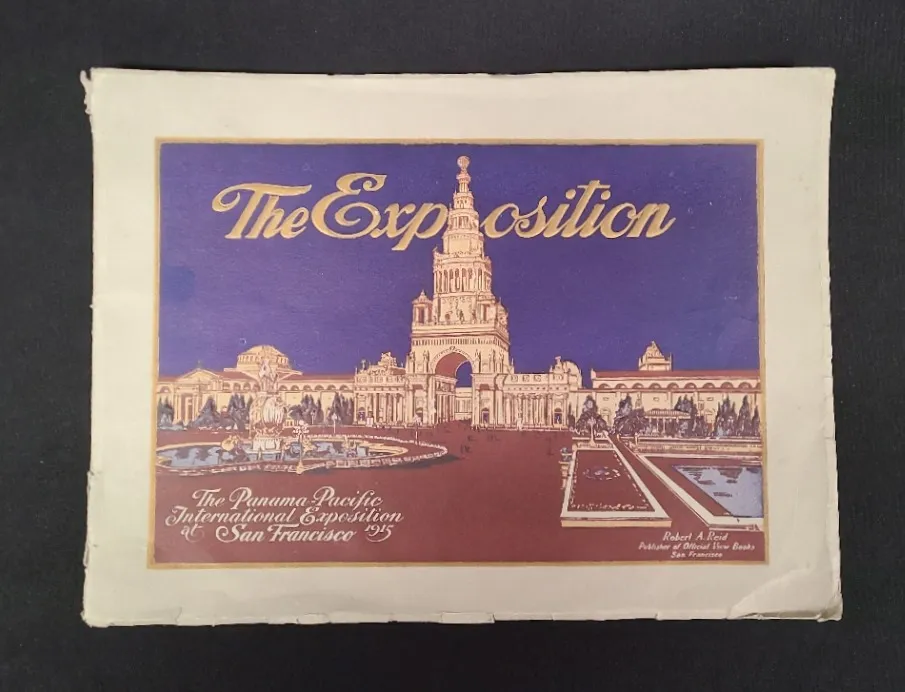 The Exposition
The Panama-Pacific
International Exposition
at San Francisco 1915
Robert A. Reid
Publisher of Official View Books
San Francisco